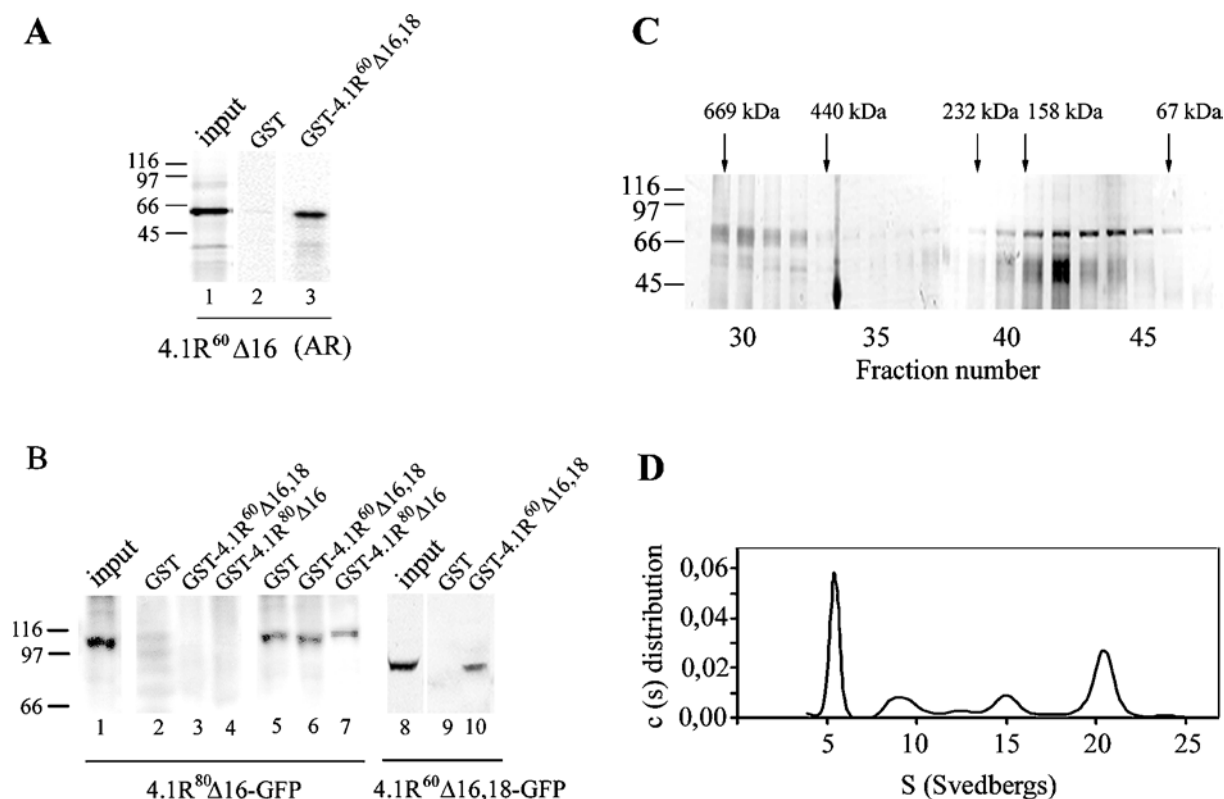 A
input
GST
GST-4.1R⁶⁰Δ16,18
116
97
66
45
1 2 3
4.1R⁶⁰Δ16 (AR)
B
input
GST
GST-4.1R⁶⁰Δ16,18
GST-4.1R⁸⁰Δ16
GST
GST-4.1R⁶⁰Δ16,18
GST-4.1R⁸⁰Δ16
input
GST
GST-4.1R⁶⁰Δ16,18
116
97
66
1 2 3 4 5 6 7 8 9 10
4.1R⁸⁰Δ16-GFP 4.1R⁶⁰Δ16,18-GFP
C
669 kDa 440 kDa 232 kDa 158 kDa 67 kDa
116
97
66
45
30 35 40 45
Fraction number
D
c (s) distribution
0,06
0,04
0,02
0,00
5 10 15 20 25
S (Svedbergs)